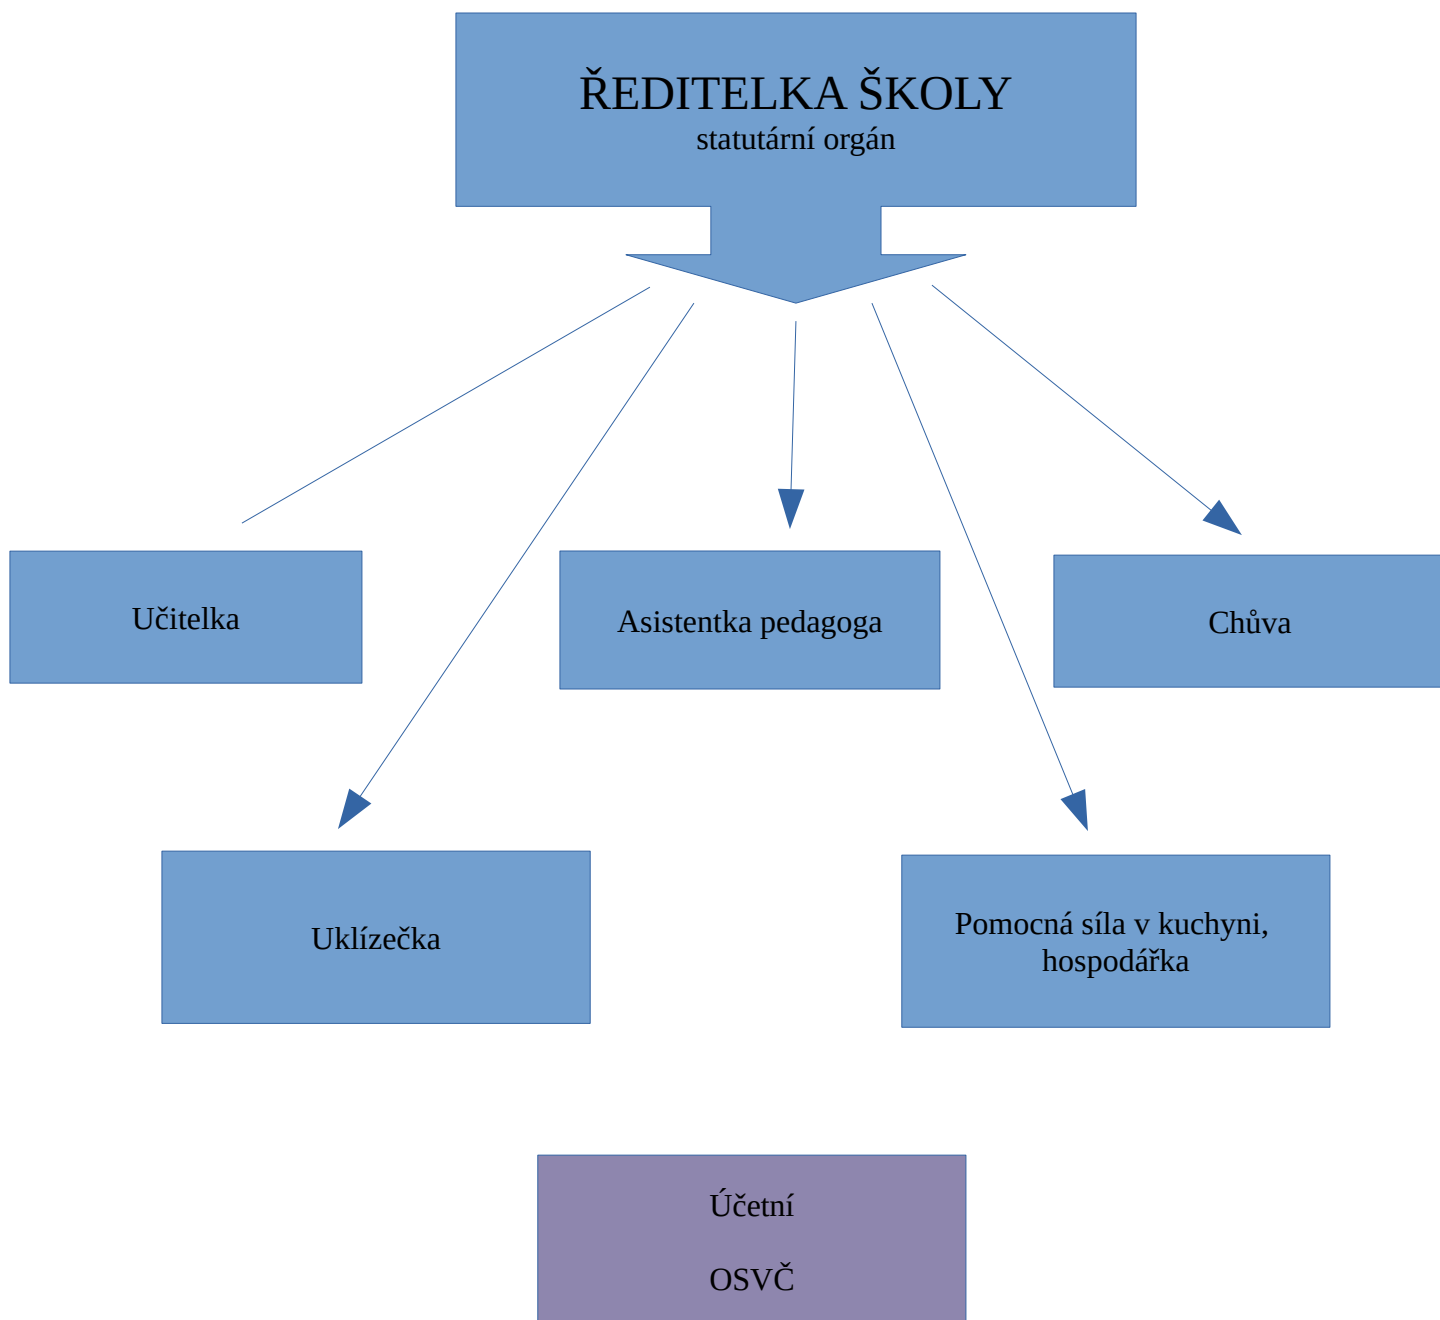 ŘEDITELKA ŠKOLY
statutární orgán
Učitelka
Asistentka pedagoga
Chůva
Uklízečka
Pomocná síla v kuchyni,
hospodářka
Účetní
OSVČ